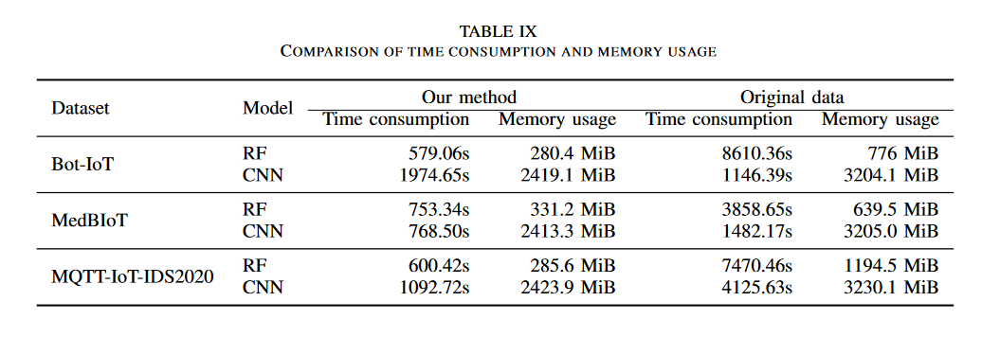 TABLE IX
COMPARISON OF TIME CONSUMPTION AND MEMORY USAGE
Dataset Model Our method Original data
Time consumption Memory usage Time consumption Memory usage
Bot-IoT RF 579.06s 280.4 MiB 8610.36s 776 MiB
CNN 1974.65s 2419.1 MiB 1146.39s 3204.1 MiB
MedBIoT RF 753.34s 331.2 MiB 3858.65s 639.5 MiB
CNN 768.50s 2413.3 MiB 1482.17s 3205.0 MiB
MQTT-IoT-IDS2020 RF 600.42s 285.6 MiB 7470.46s 1194.5 MiB
CNN 1092.72s 2423.9 MiB 4125.63s 3230.1 MiB